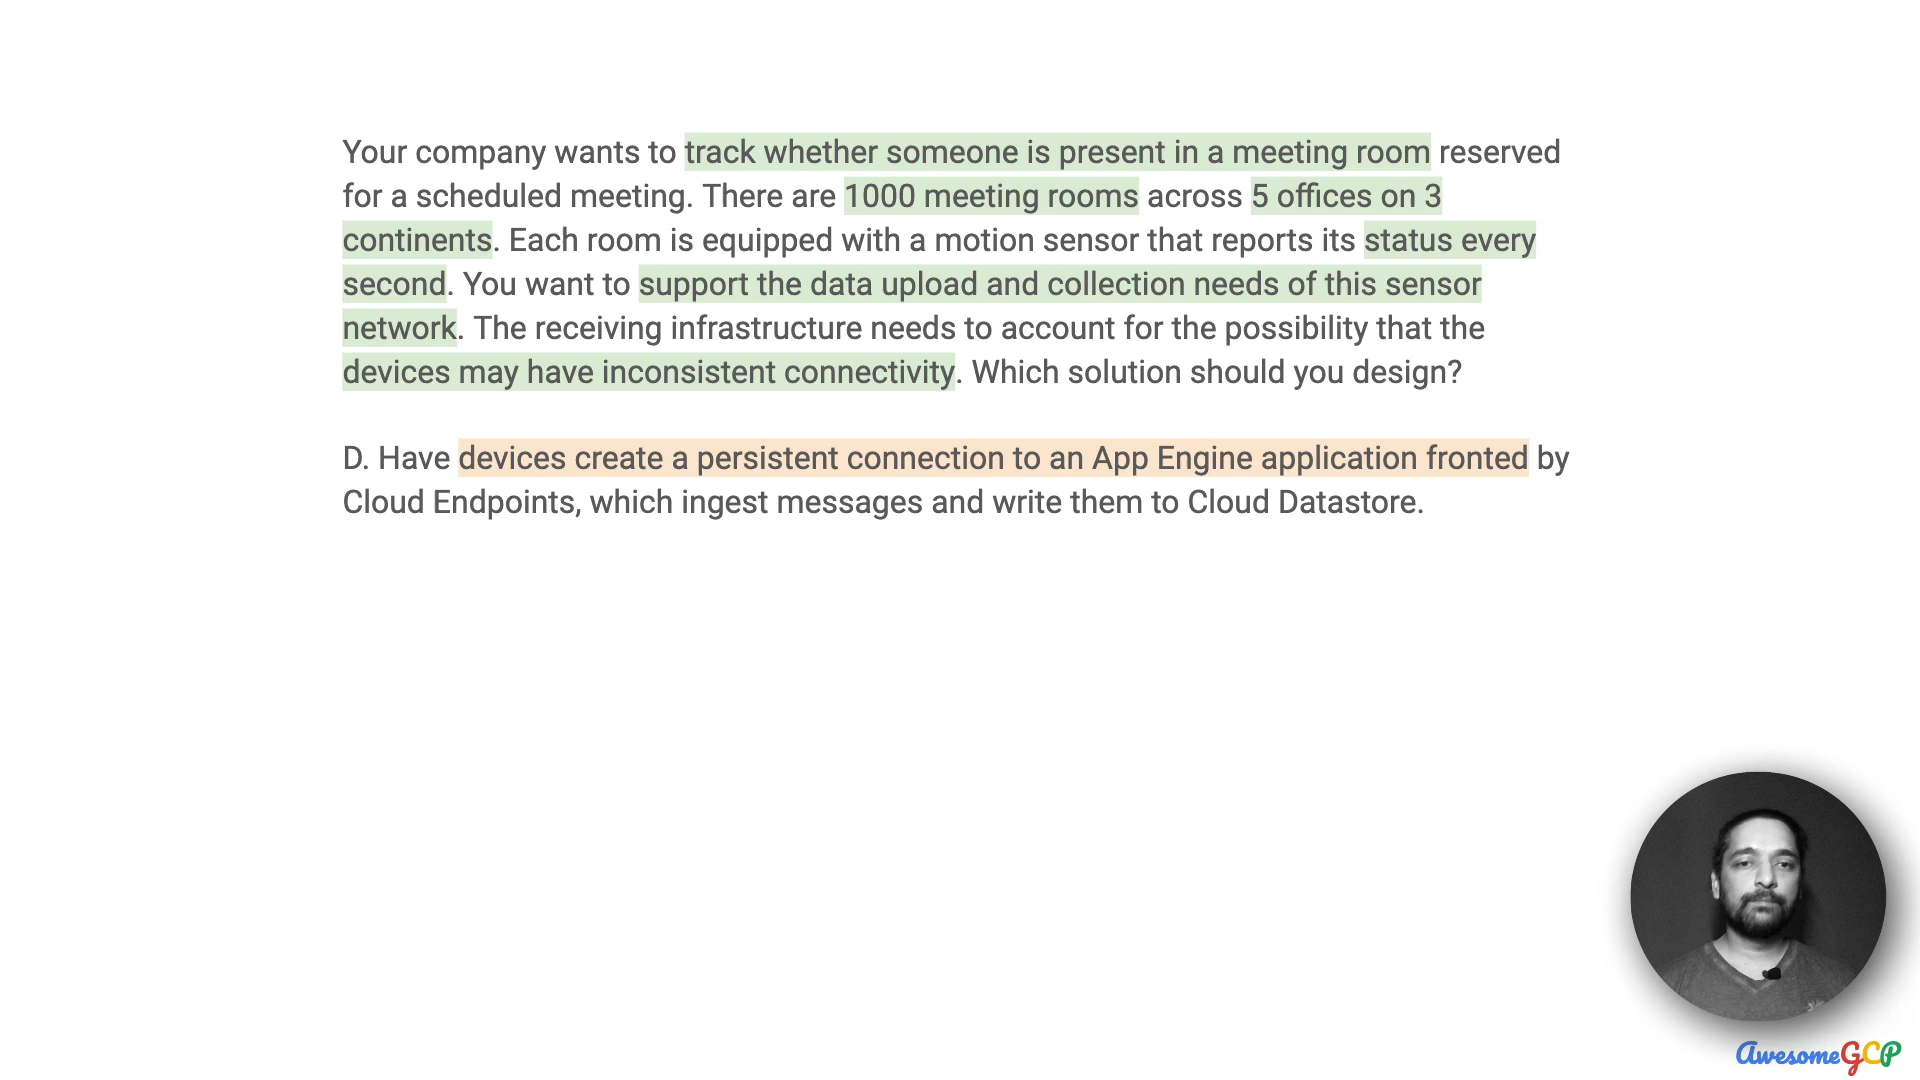 Your company wants to track whether someone is present in a meeting room reserved
for a scheduled meeting. There are 1000 meeting rooms across 5 offices on 3
continents. Each room is equipped with a motion sensor that reports its status every
second. You want to support the data upload and collection needs of this sensor
network. The receiving infrastructure needs to account for the possibility that the
devices may have inconsistent connectivity. Which solution should you design?
D. Have devices create a persistent connection to an App Engine application fronted by
Cloud Endpoints, which ingest messages and write them to Cloud Datastore.
AwesomeGCP